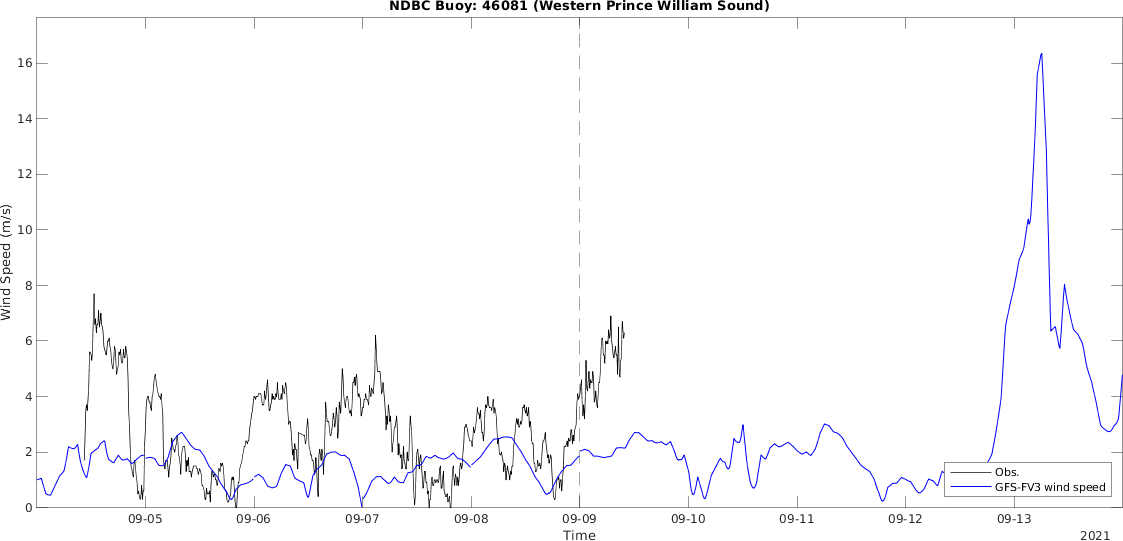 NDBC Buoy: 46081 (Western Prince William Sound)
Wind Speed (m/s)
16
14
12
10
8
6
4
2
0
Obs.
GFS-FV3 wind speed
09-05 09-06 09-07 09-08 09-09 09-10 09-11 09-12 09-13
Time
2021